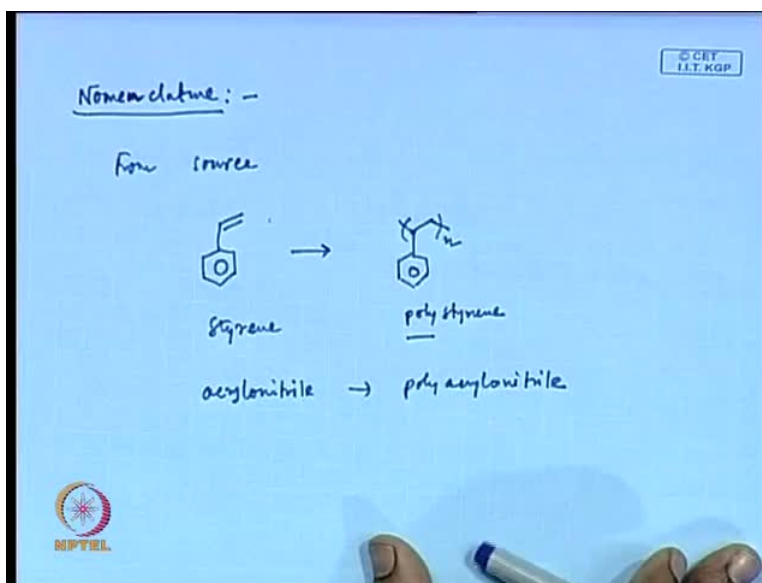 © CET
I.I.T. KGP
Nomenclature : -
From source
n
styrene
polystyrene
acrylonitrile → polyacrylonitrile
NPTEL